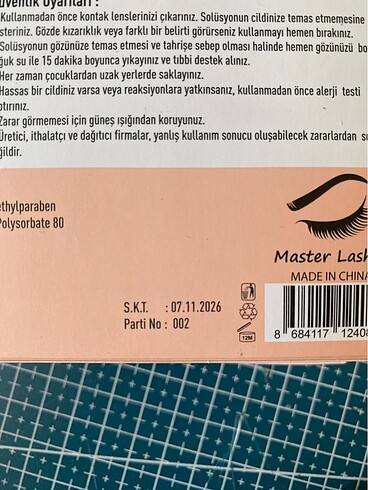 üvenlik Uyarıları :
Kullanmadan önce kontak lenslerinizi çıkarınız. Solüsyonun cildinize temas etmemesine
steriniz. Gözde kızarıklık veya farklı bir belirti görürseniz kullanmayı hemen bırakınız.
Solüsyonun gözünüze temas etmesi ve tahrişe sebep olması halinde hemen gözünüzü bo
ğuk su ile 15 dakika boyunca yıkayınız ve tıbbi destek alınız.
Her zaman çocuklardan uzak yerlerde saklayınız.
Hassas bir cildiniz varsa veya reaksiyonlara yatkınsanız, kullanmadan önce alerji testi
ptırınız.
Zarar görmemesi için güneş ışığından koruyunuz.
Üretici, ithalatçı ve dağıtıcı firmalar, yanlış kullanım sonucu oluşabilecek zararlardan so
ğildir.
ethylparaben
Polysorbate 80
Master Lash
MADE IN CHINA
S.K.T. : 07.11.2026
Parti No : 002
12M
8 684117 12408